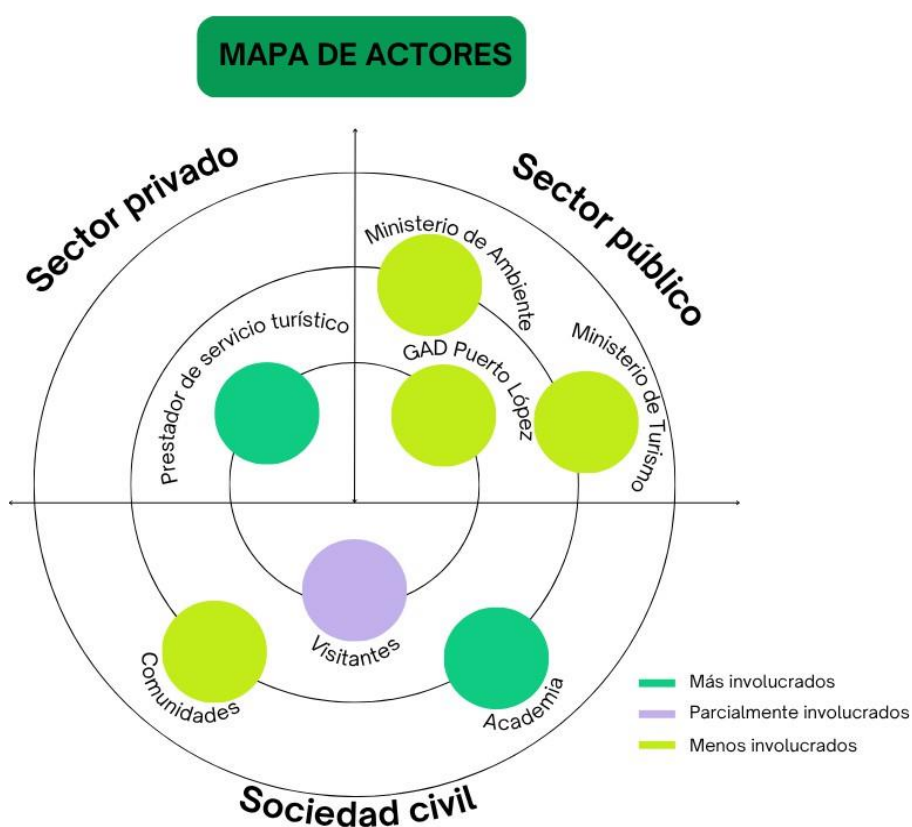 MAPA DE ACTORES
Sector privado
Sector público
Ministerio de Ambiente
Prestador de servicio turístico
GAD Puerto López
Ministerio de Turismo
Visitantes
Comunidades
Academia
Más involucrados
Parcialmente involucrados
Menos involucrados
Sociedad civil